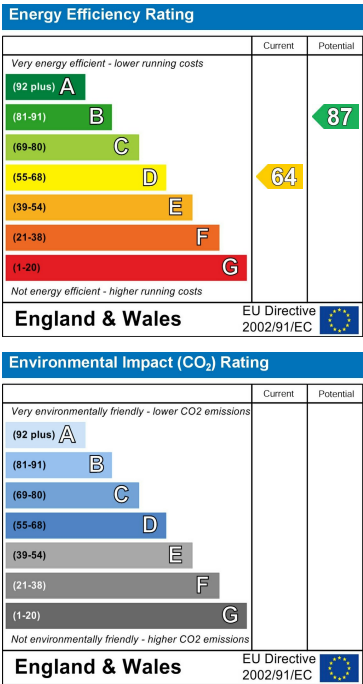 Energy Efficiency Rating
Current Potential
Very energy efficient - lower running costs
(92 plus) A
(81-91) B 87
(69-80) C
(55-68) D 64
(39-54) E
(21-38) F
(1-20) G
Not energy efficient - higher running costs
England & Wales
EU Directive
2002/91/EC
Environmental Impact (CO₂) Rating
Current Potential
Very environmentally friendly - lower CO2 emissions
(92 plus) A
(81-91) B
(69-80) C
(55-68) D
(39-54) E
(21-38) F
(1-20) G
Not environmentally friendly - higher CO2 emissions
England & Wales
EU Directive
2002/91/EC